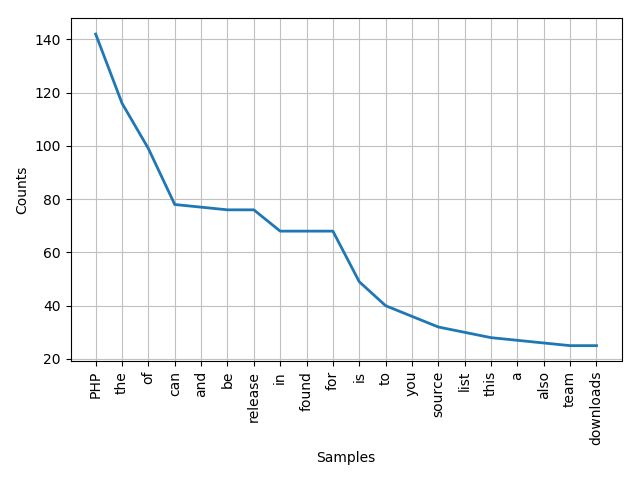 140
120
100
80
60
40
20
Counts
PHP
the
of
can
and
be
release
in
found
for
is
to
you
source
list
this
a
also
team
downloads
Samples